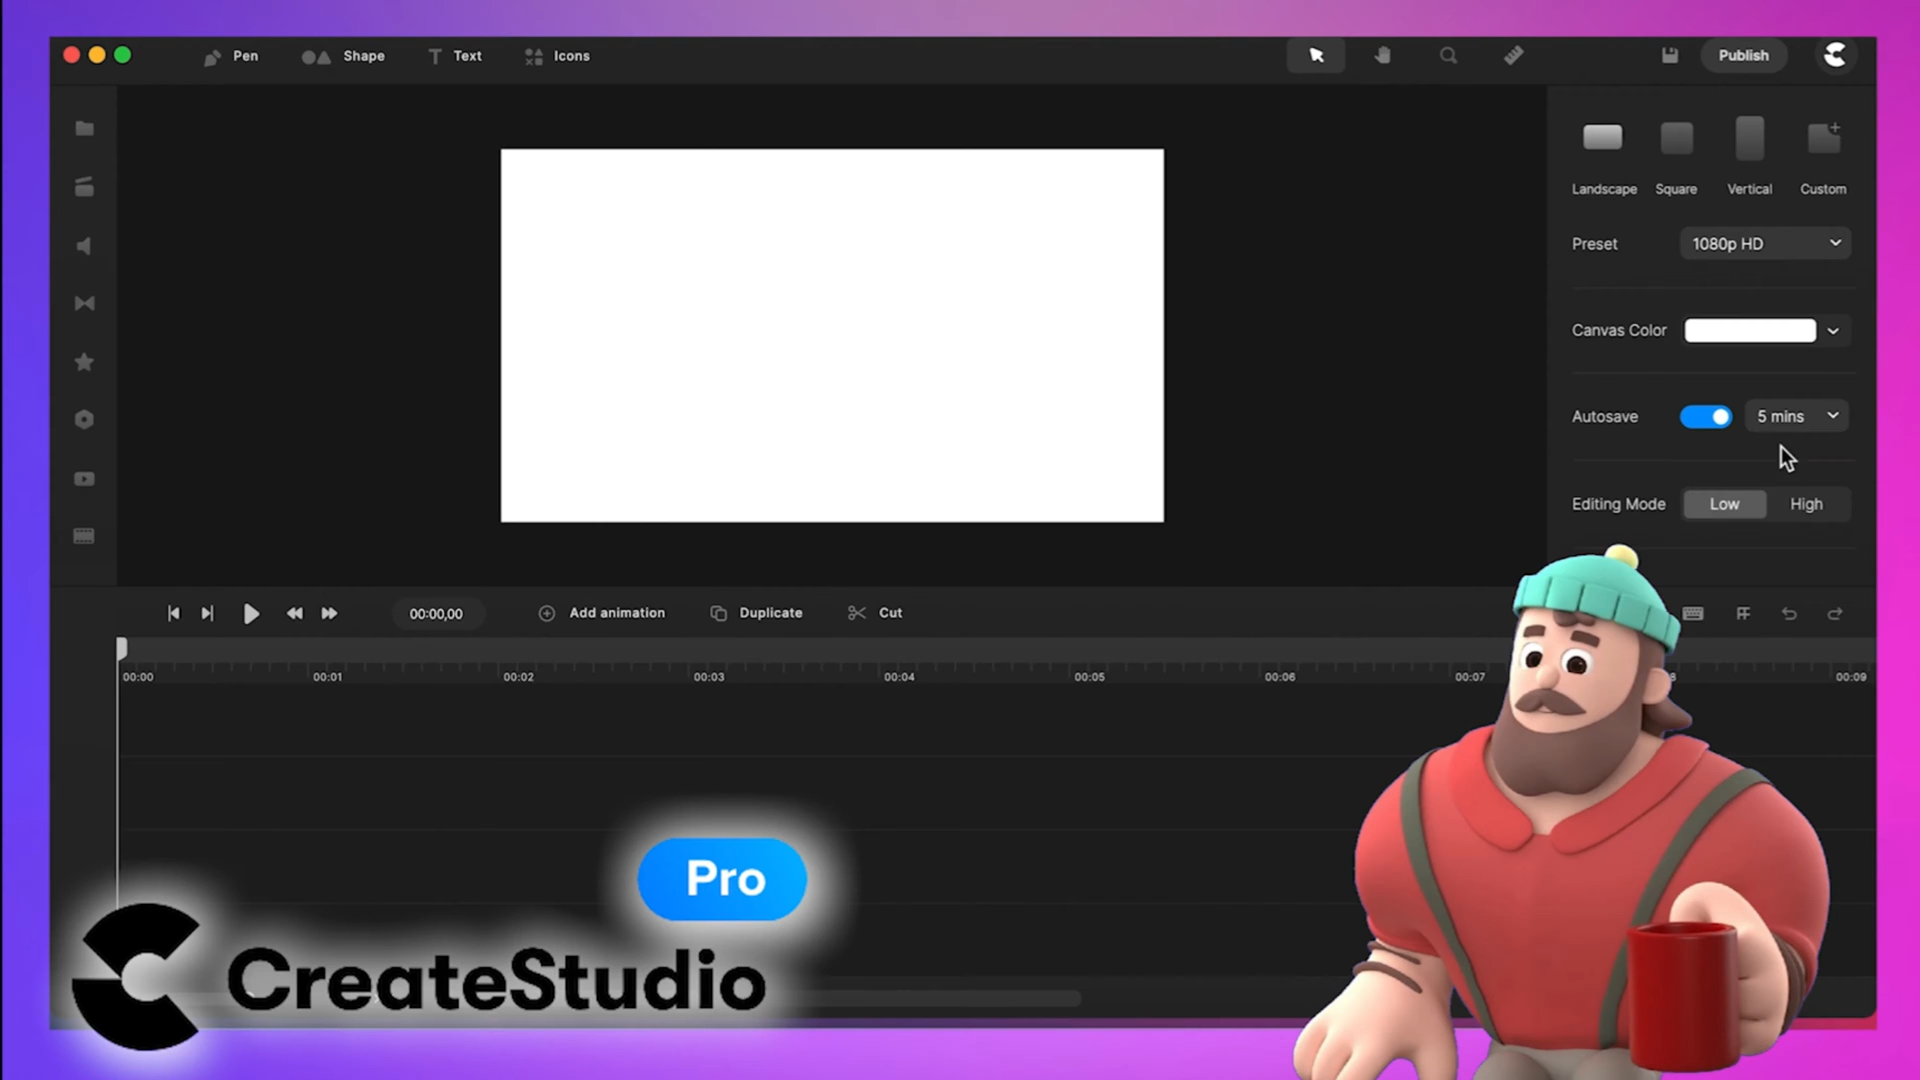 Pen Shape Text Icons Publish
Landscape Square Vertical Custom
Preset 1080p HD
Canvas Color
Autosave 5 mins
Editing Mode Low High
00:00,00 Add animation Duplicate Cut
00:00 00:01 00:02 00:03 00:04 00:05 00:06 00:07 8 00:09
Pro
CreateStudio